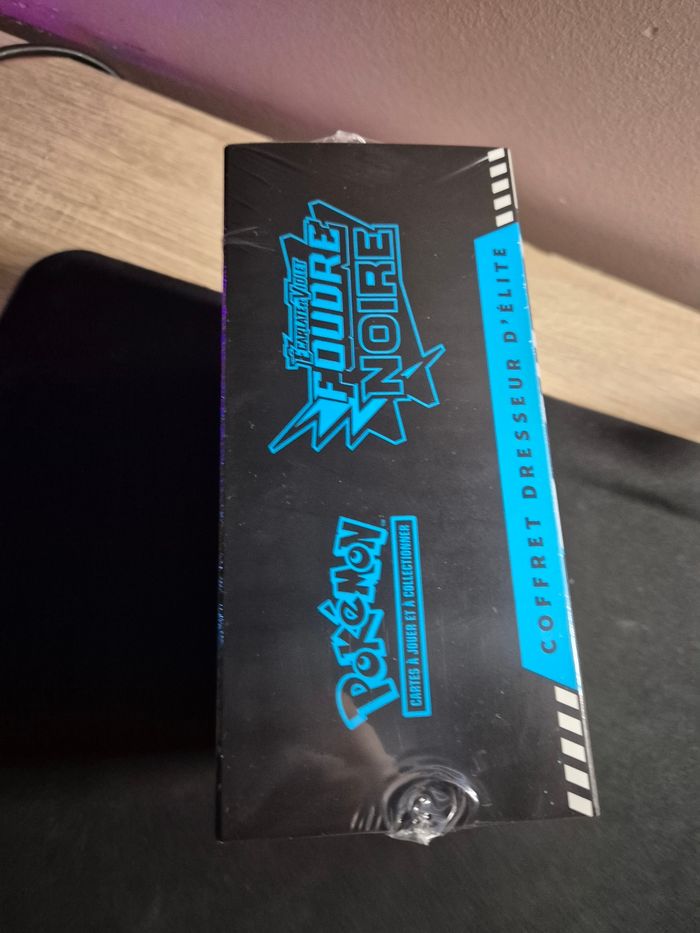 Pokémon
CARTES À JOUER ET À COLLECTIONNER
Écarlate et Violet
FOUDRE
NOIRE
COFFRET DRESSEUR D'ÉLITE